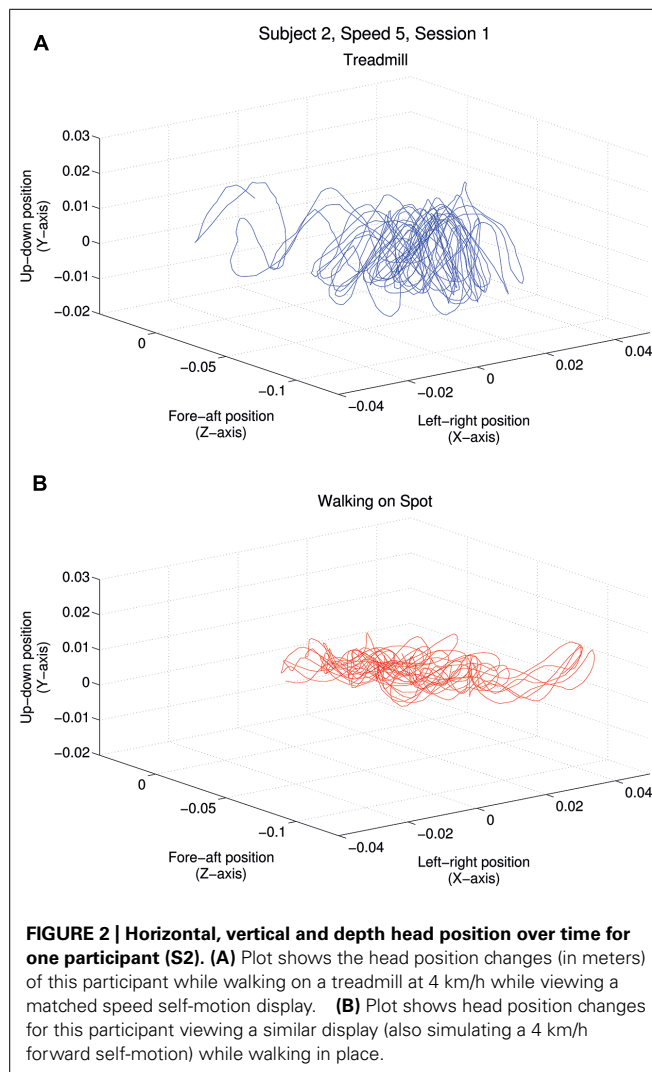 Subject 2, Speed 5, Session 1
A
Treadmill
0.03
0.02
0.01
0
−0.01
−0.02
Up−down position
(Y−axis)
0
−0.05
−0.1
Fore−aft position
(Z−axis)
−0.04
−0.02
0
0.02
0.04
Left−right position
(X−axis)
B
Walking on Spot
0.03
0.02
0.01
0
−0.01
−0.02
Up−down position
(Y−axis)
0
−0.05
−0.1
Fore−aft position
(Z−axis)
−0.04
−0.02
0
0.02
0.04
Left−right position
(X−axis)
FIGURE 2 | Horizontal, vertical and depth head position over time for
one participant (S2). (A) Plot shows the head position changes (in meters)
of this participant while walking on a treadmill at 4 km/h while viewing a
matched speed self-motion display. (B) Plot shows head position changes
for this participant viewing a similar display (also simulating a 4 km/h
forward self-motion) while walking in place.